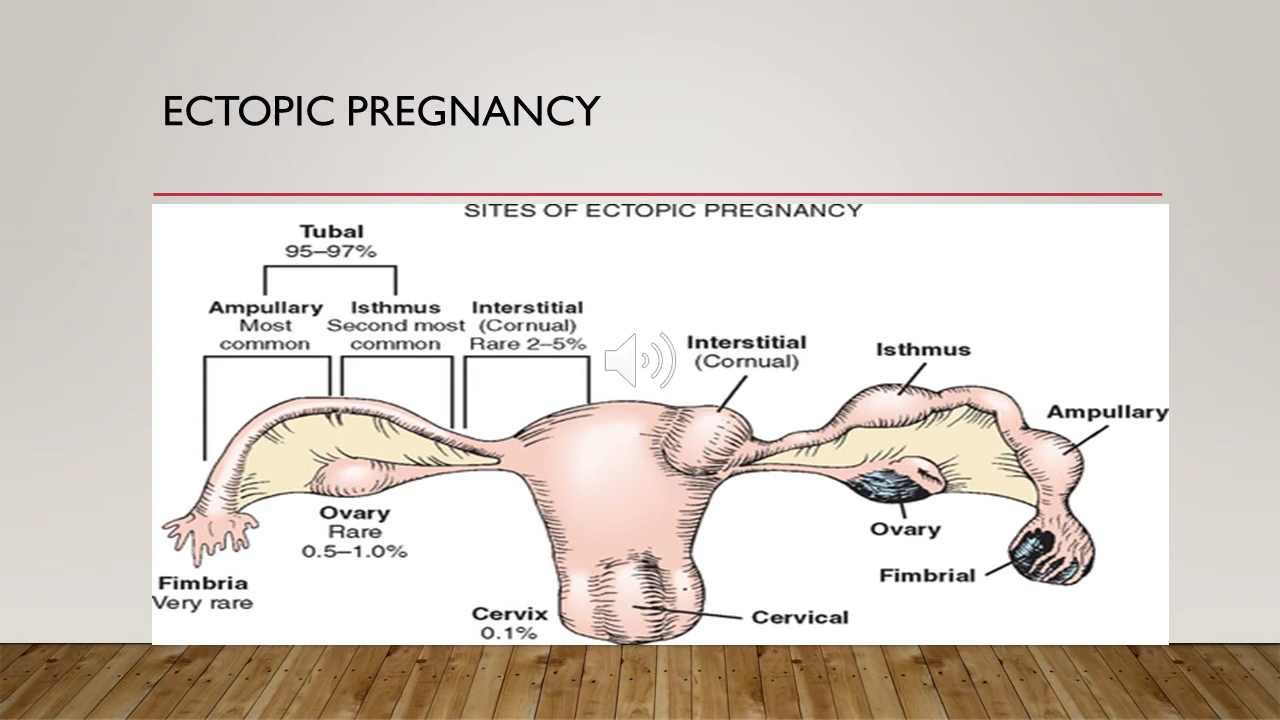 ECTOPIC PREGNANCY
SITES OF ECTOPIC PREGNANCY
Tubal
95–97%
Ampullary
Most
common
Isthmus
Second most
common
Interstitial
(Cornual)
Rare 2–5%
Interstitial
(Cornual)
Isthmus
Ampullary
Ovary
Rare
0.5–1.0%
Ovary
Fimbria
Very rare
Fimbrial
Cervix
0.1%
Cervical